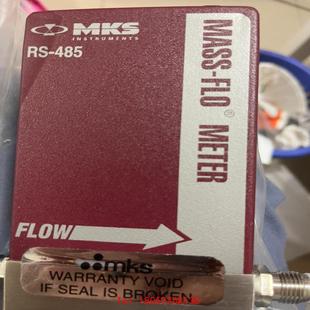 MKS
INSTRUMENTS
RS-485
MASS-FLO® METER
FLOW
mks
WARRANTY VOID
IF SEAL IS BROKEN